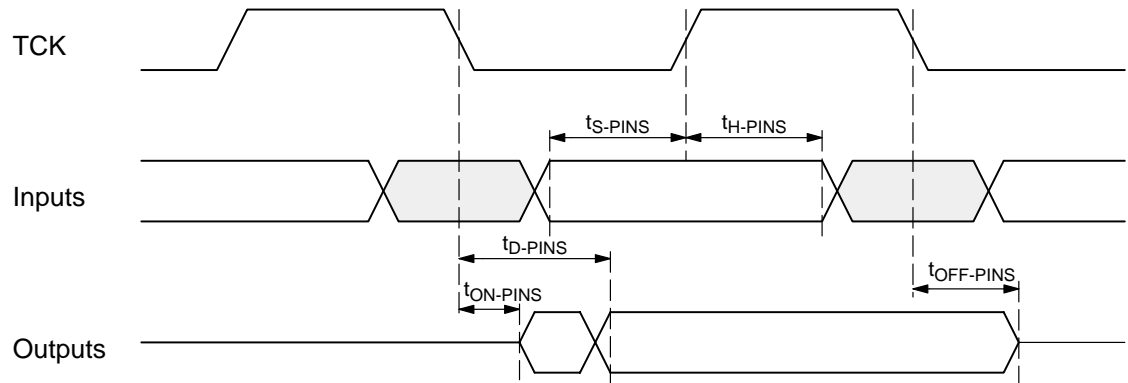 TCK
tS-PINS tH-PINS
Inputs
tD-PINS
tOFF-PINS
tON-PINS
Outputs